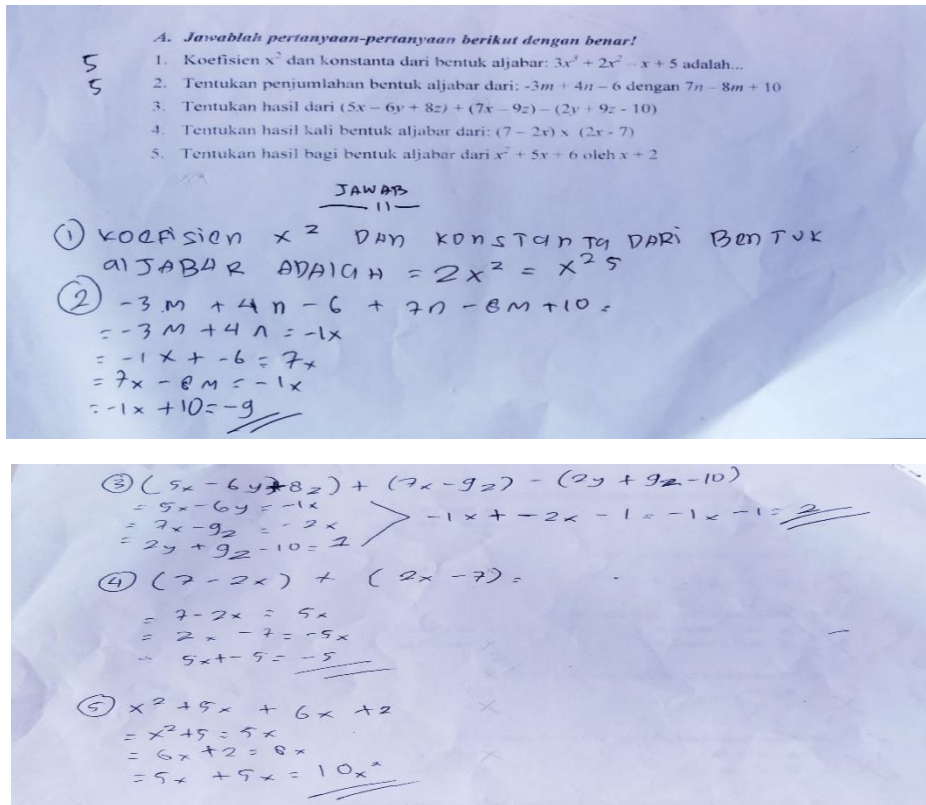 A. Jawablah pertanyaan-pertanyaan berikut dengan benar!
5 1. Koefisien x² dan konstanta dari bentuk aljabar: 3x³ + 2x² – x + 5 adalah...
5 2. Tentukan penjumlahan bentuk aljabar dari: -3m + 4n – 6 dengan 7n – 8m + 10
3. Tentukan hasil dari (5x – 6y + 8z) + (7x – 9z) – (2y + 9z - 10)
4. Tentukan hasil kali bentuk aljabar dari: (7 – 2x) x (2x - 7)
5. Tentukan hasil bagi bentuk aljabar dari x² + 5x + 6 oleh x + 2
JAWAB
① KOEFISIEN x² DAN KONSTANTA DARI BENTUK
ALJABAR ADALAH = 2x² = x² 5
② -3 m + 4 n - 6 + 7n - 8m + 10 =
= -3 m + 4 n = -1x
= -1 x + -6 = 7x
= 7x - 8 m = -1x
= -1x + 10 = -9
③ (5x - 6y + 8z) + (7x - 9z) - (2y + 9z - 10)
= 5x - 6y = -1x
= 7x - 9z = -2x
-1x + -2x - 1 = -1x - 1 = 2
= 2y + 9z - 10 = 1
④ (7 - 2x) + (2x - 7) =
= 7 - 2x = 5x
= 2x - 7 = -5x
5x + - 5 = -5
⑤ x² + 5x + 6x + 2
= x² + 5 = 5x
= 6x + 2 = 8x
= 5x + 5x = 10x²